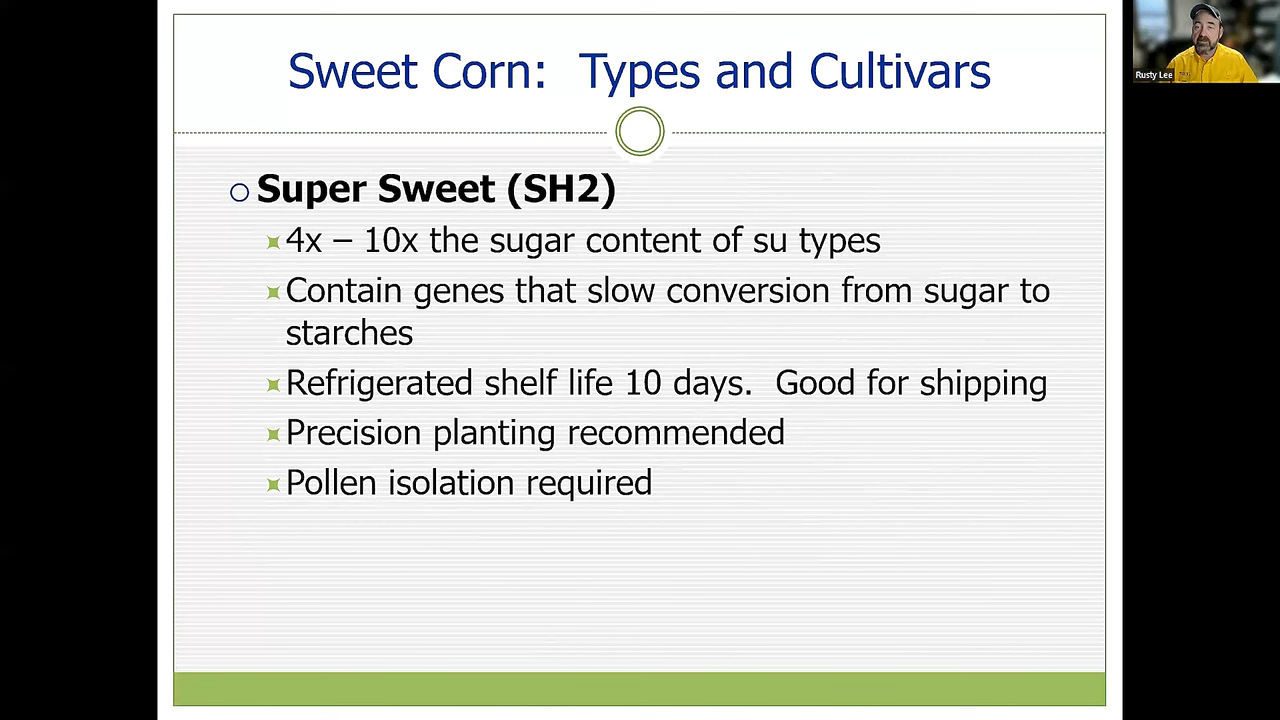 Sweet Corn:  Types and Cultivars
Super Sweet (SH2)
4x – 10x the sugar content of su types
Contain genes that slow conversion from sugar to
starches
Refrigerated shelf life 10 days.  Good for shipping
Precision planting recommended
Pollen isolation required
Rusty Lee